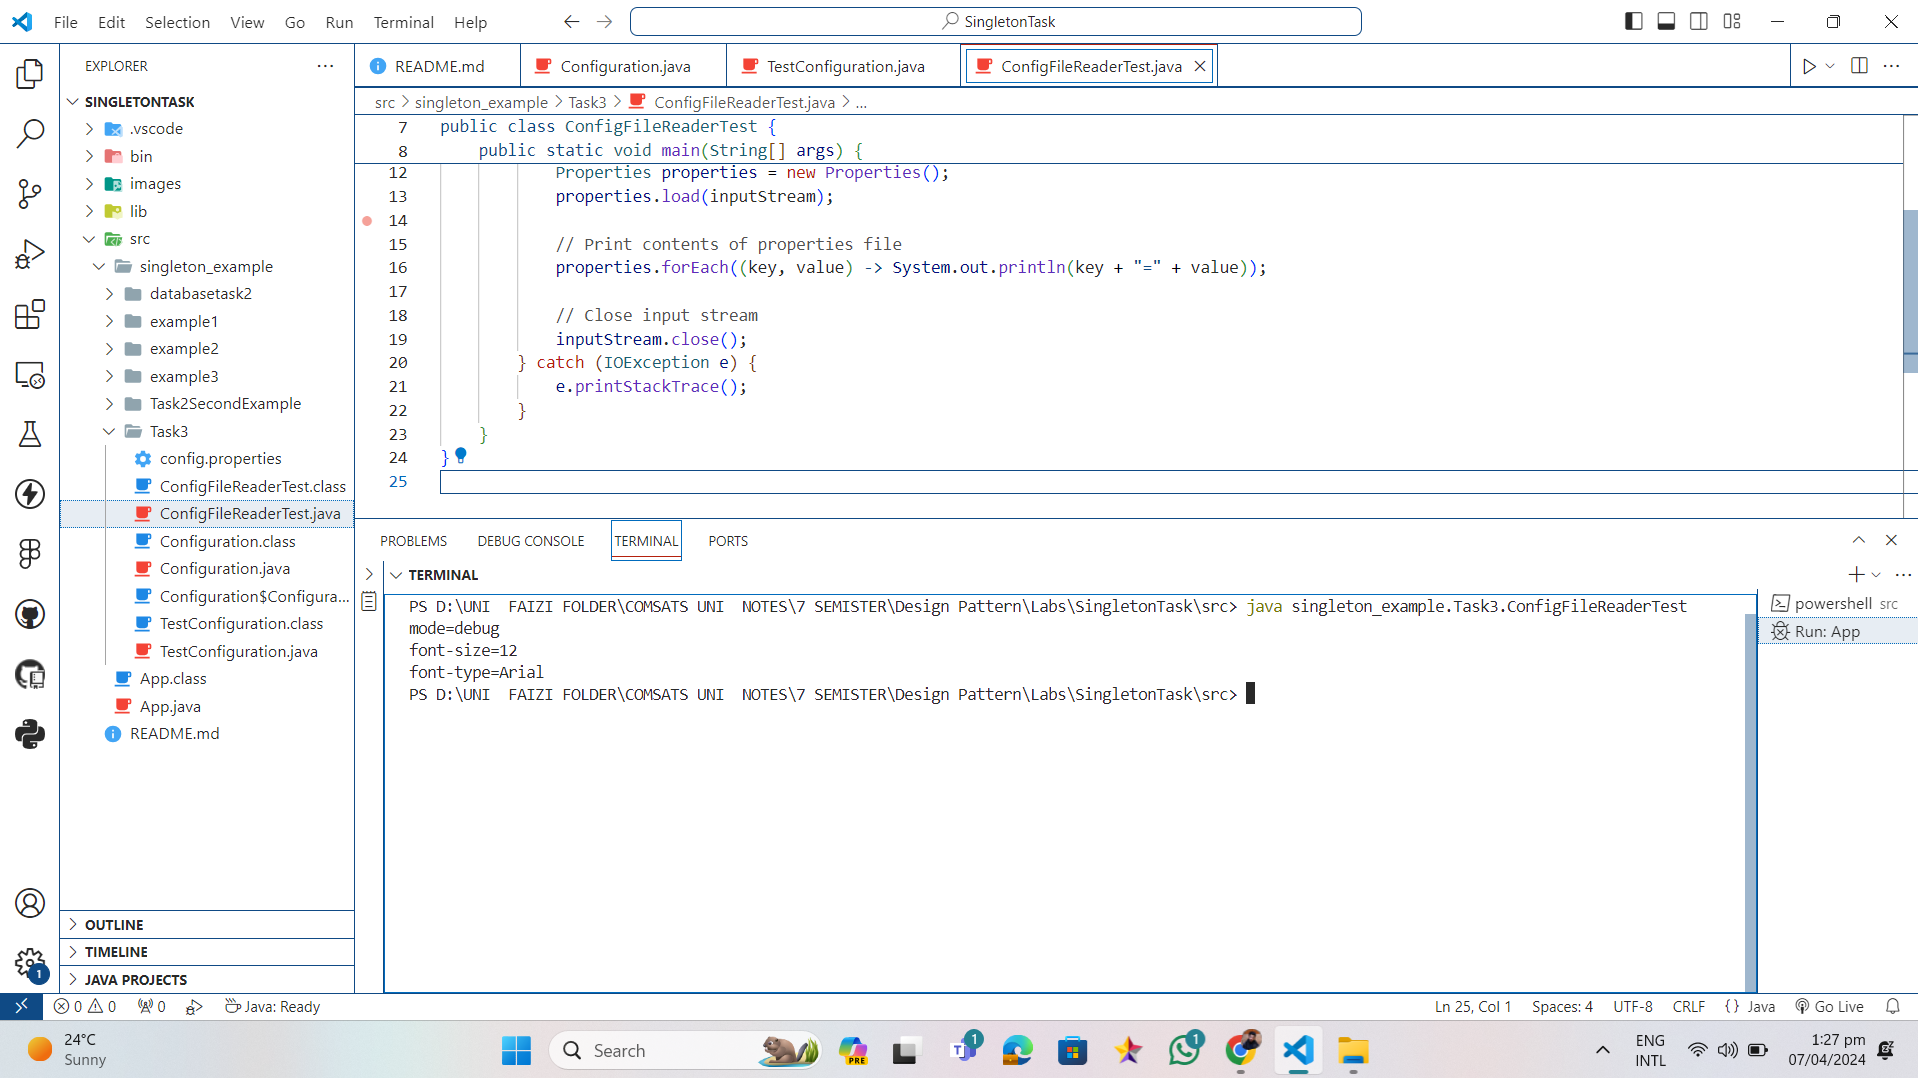 File Edit Selection View Go Run Terminal Help
SingletonTask
EXPLORER
SINGLETONTASK
.vscode
bin
images
lib
src
singleton_example
databasetask2
example1
example2
example3
Task2SecondExample
Task3
config.properties
ConfigFileReaderTest.class
ConfigFileReaderTest.java
Configuration.class
Configuration.java
Configuration$Configura...
TestConfiguration.class
TestConfiguration.java
App.class
App.java
README.md
OUTLINE
TIMELINE
JAVA PROJECTS
README.md Configuration.java TestConfiguration.java ConfigFileReaderTest.java
src > singleton_example > Task3 > ConfigFileReaderTest.java > ...
7 public class ConfigFileReaderTest {
8 public static void main(String[] args) {
12 Properties properties = new Properties();
13 properties.load(inputStream);
14
15 // Print contents of properties file
16 properties.forEach((key, value) -> System.out.println(key + "=" + value));
17
18 // Close input stream
19 inputStream.close();
20 } catch (IOException e) {
21 e.printStackTrace();
22 }
23 }
24 }
25
PROBLEMS DEBUG CONSOLE TERMINAL PORTS
TERMINAL
PS D:\UNI  FAIZI FOLDER\COMSATS UNI  NOTES\7 SEMISTER\Design Pattern\Labs\SingletonTask\src> java singleton_example.Task3.ConfigFileReaderTest
mode=debug
font-size=12
font-type=Arial
PS D:\UNI  FAIZI FOLDER\COMSATS UNI  NOTES\7 SEMISTER\Design Pattern\Labs\SingletonTask\src>
powershell src
Run: App
1
0 0 0 Java: Ready
Ln 25, Col 1 Spaces: 4 UTF-8 CRLF {} Java Go Live
24°C
Sunny
Search
PRE
1
1
ENG
INTL
1:27 pm
07/04/2024